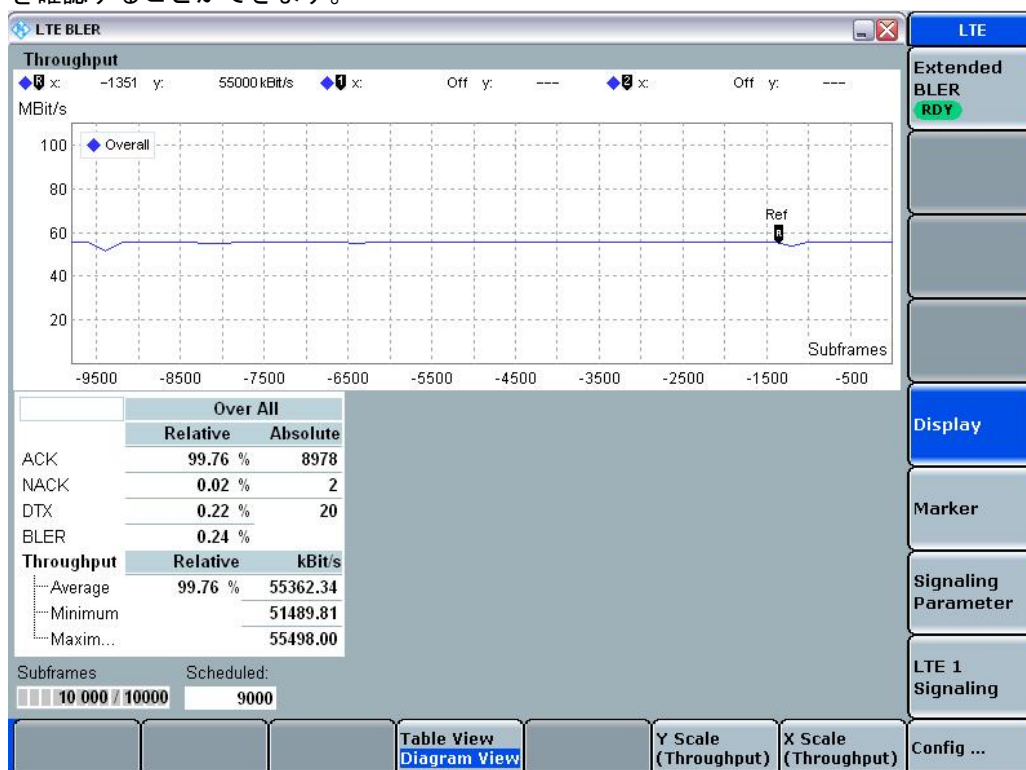 を確認することができます。
LTE BLER
LTE
Throughput
R x: -1351 y: 55000 kBit/s 1 x: Off y: --- 2 x: Off y: ---
MBit/s
Extended BLER
RDY
100
Overall
80
60
Ref
R
40
20
Subframes
-9500 -8500 -7500 -6500 -5500 -4500 -3500 -2500 -1500 -500
Over All
Relative Absolute
ACK 99.76 % 8978
NACK 0.02 % 2
DTX 0.22 % 20
BLER 0.24 %
Throughput Relative kBit/s
Average 99.76 % 55362.34
Minimum 51489.81
Maxim... 55498.00
Subframes Scheduled:
10 000 / 10000 9000
Display
Marker
Signaling
Parameter
LTE 1
Signaling
Table View
Diagram View
Y Scale
(Throughput)
X Scale
(Throughput)
Config ...